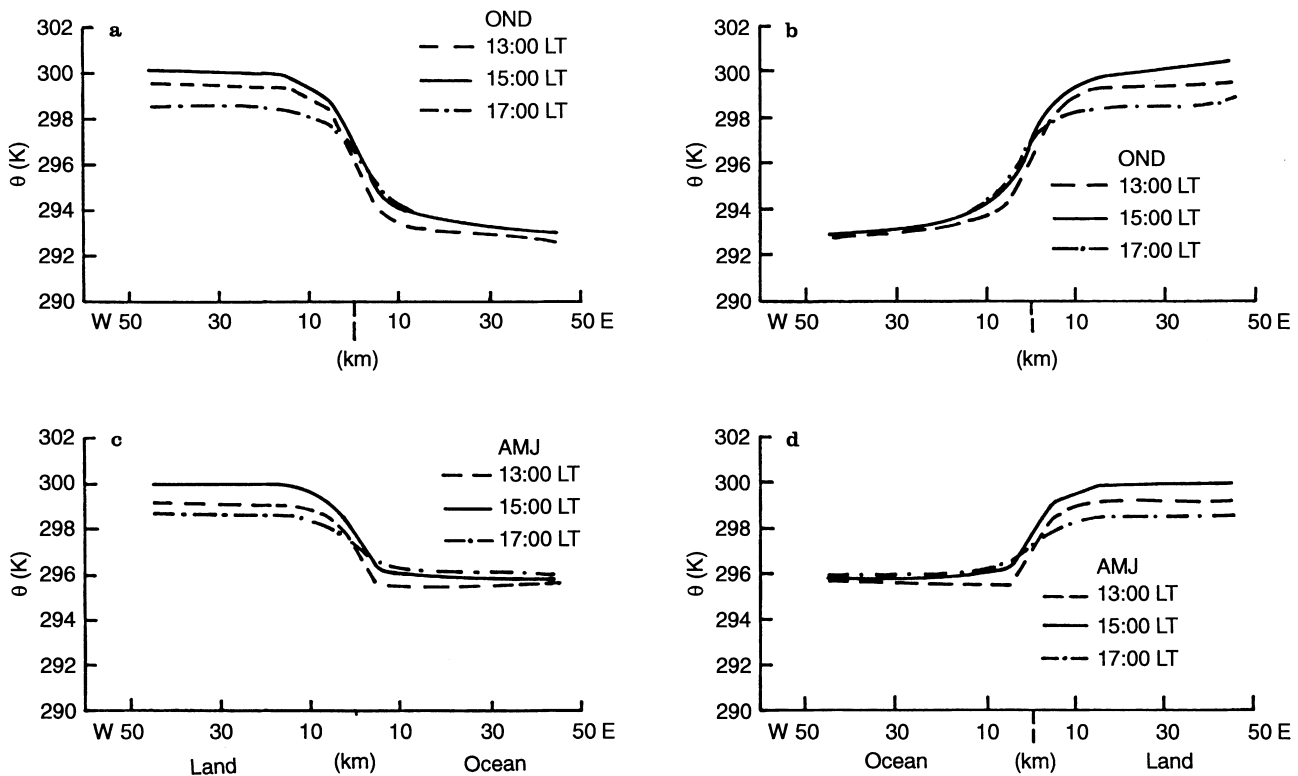 a
OND
13:00 LT
15:00 LT
17:00 LT
θ (K)
302
300
298
296
294
292
290
W 50 30 10 10 30 50 E
(km)
b
OND
13:00 LT
15:00 LT
17:00 LT
θ (K)
302
300
298
296
294
292
290
W 50 30 10 10 30 50 E
(km)
c
AMJ
13:00 LT
15:00 LT
17:00 LT
θ (K)
302
300
298
296
294
292
290
W 50 30 10 10 30 50 E
Land (km) Ocean
d
AMJ
13:00 LT
15:00 LT
17:00 LT
θ (K)
302
300
298
296
294
292
290
W 50 30 10 10 30 50 E
Ocean (km) Land